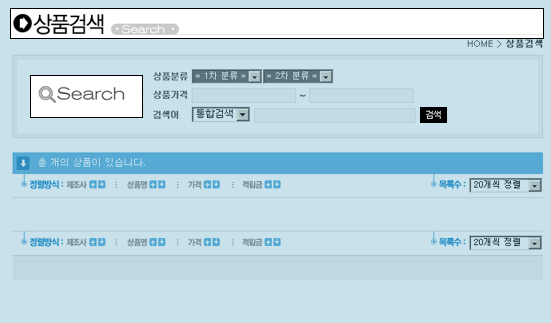 상품검색 Search
HOME > 상품검색
상품분류 = 1차 분류 = = 2차 분류 =
Search
상품가격 ~
검색어 통합검색 검색
총 개의 상품이 있습니다.
정렬방식 : 제조사 : 상품명 : 가격 : 적립금 목록수 : 20개씩 정렬
정렬방식 : 제조사 : 상품명 : 가격 : 적립금 목록수 : 20개씩 정렬